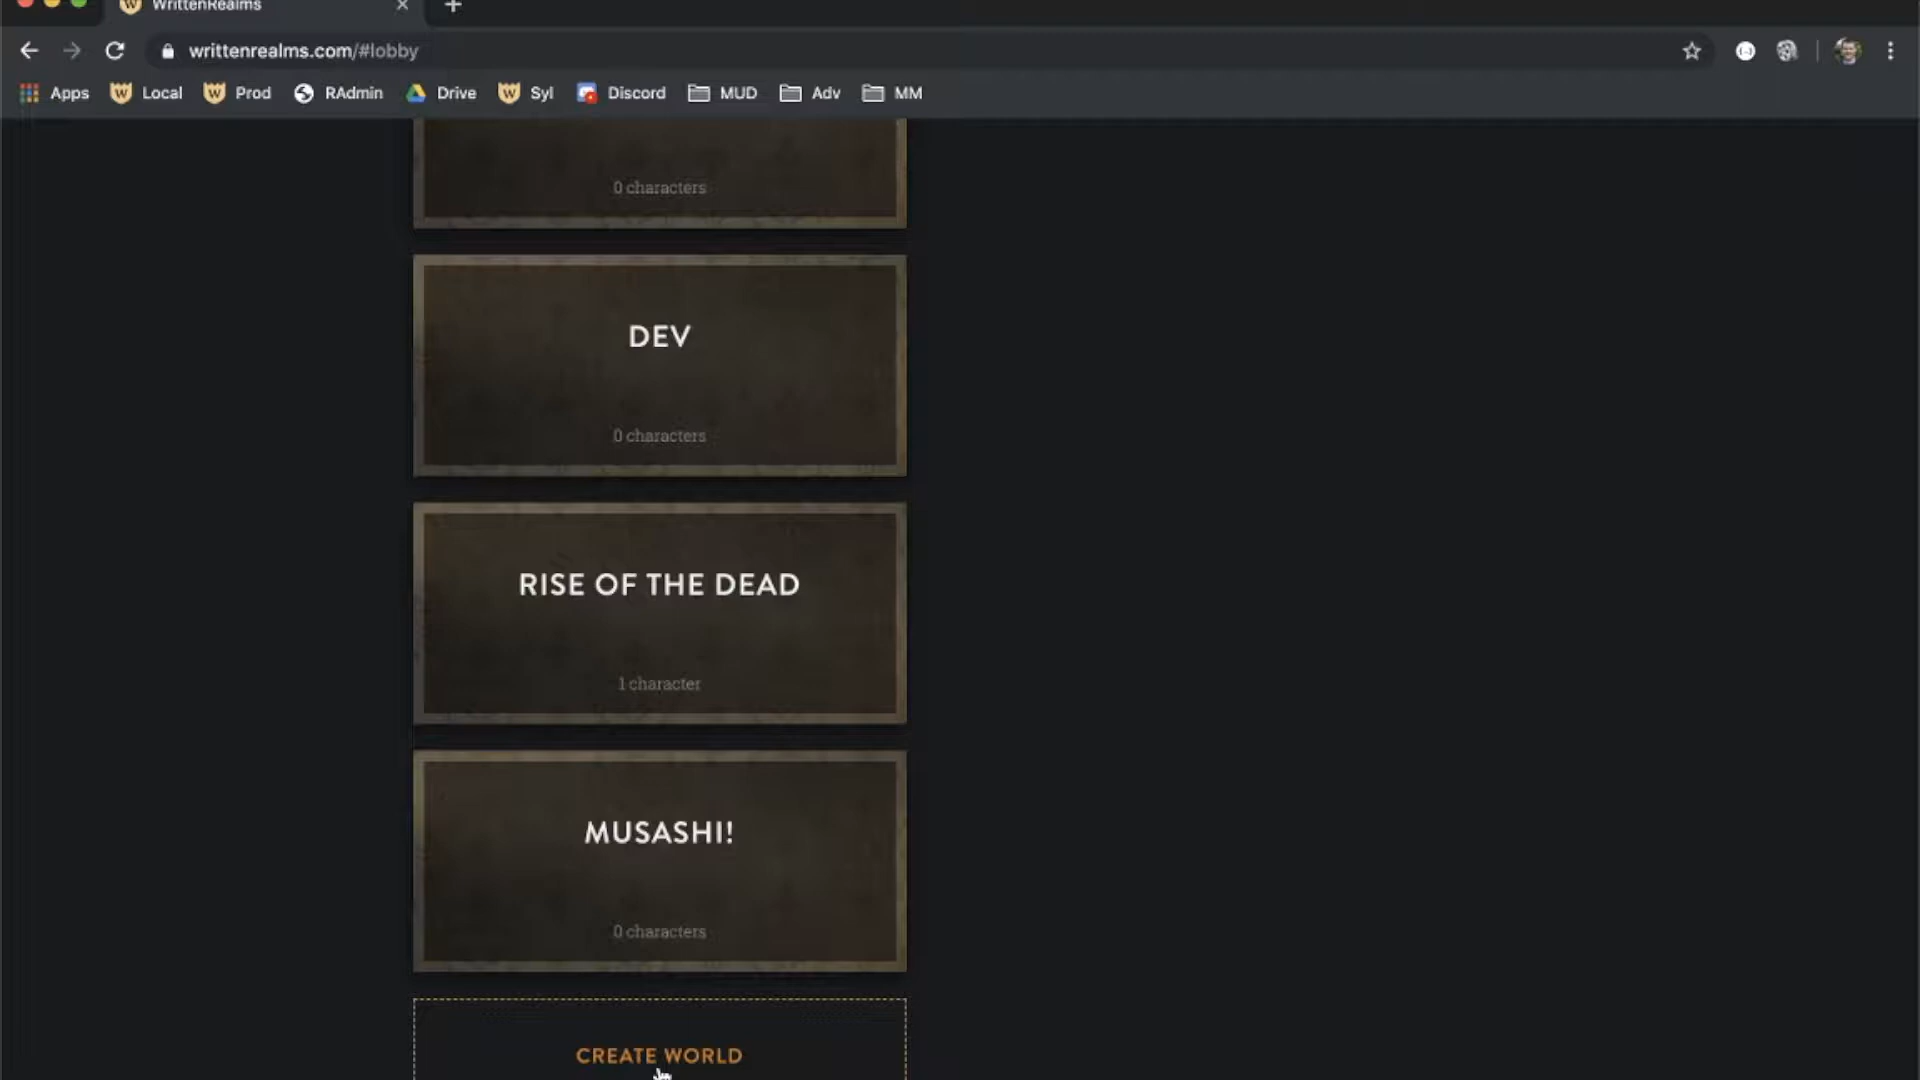 WrittenRealms
writtenrealms.com/#lobby
Apps Local Prod RAdmin Drive Syl Discord MUD Adv MM
0 characters
DEV
0 characters
RISE OF THE DEAD
1 character
MUSASHI!
0 characters
CREATE WORLD